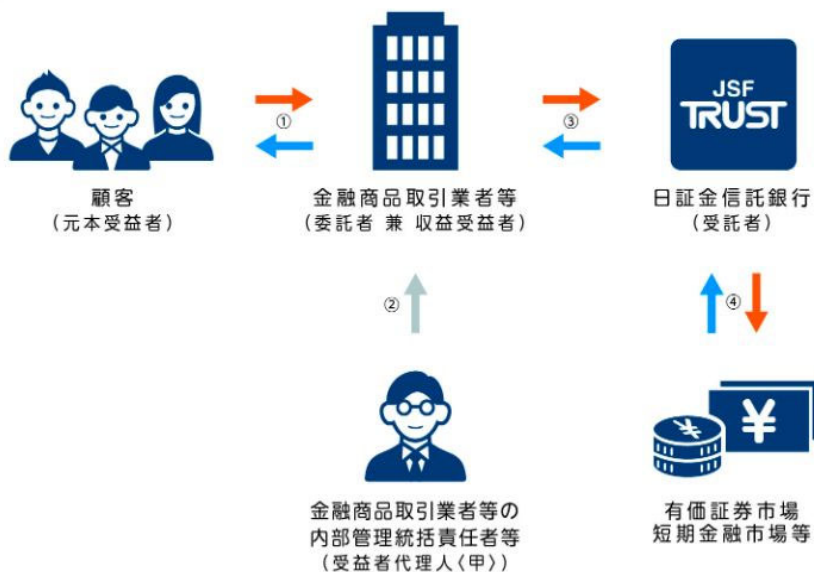 ①
③
JSF
TRUST
顧客
(元本受益者)
金融商品取引業者等
(委託者 兼 収益受益者)
日証金信託銀行
(受託者)
②
④
¥
¥
金融商品取引業者等の
内部管理統括責任者等
(受益者代理人〈甲〉)
有価証券市場
短期金融市場等